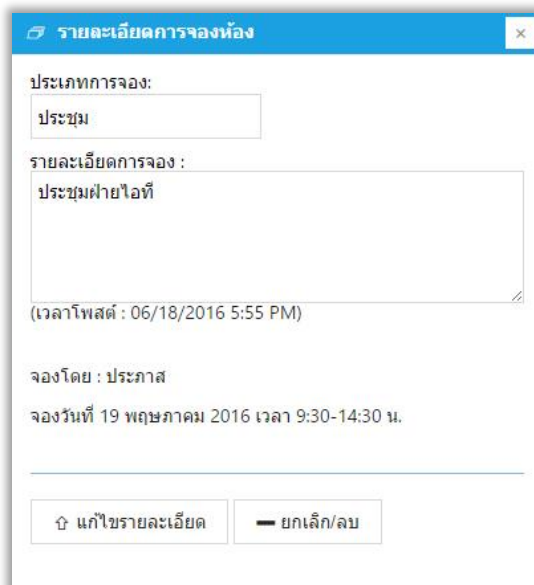 รายละเอียดการจองห้อง
ประเภทการจอง:
ประชุม
รายละเอียดการจอง :
ประชุมฝ่ายไอที
(เวลาโพสต์ : 06/18/2016 5:55 PM)
จองโดย : ประภาส
จองวันที่ 19 พฤษภาคม 2016 เวลา 9:30-14:30 น.
แก้ไขรายละเอียด ยกเลิก/ลบ